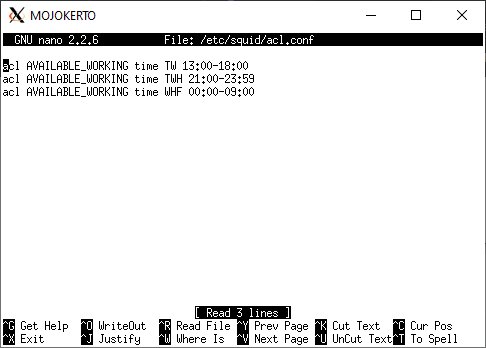 MOJOKERTO
GNU nano 2.2.6 File: /etc/squid/acl.conf
acl AVAILABLE_WORKING time TW 13:00-18:00
acl AVAILABLE_WORKING time TWH 21:00-23:59
acl AVAILABLE_WORKING time WHF 00:00-09:00
[ Read 3 lines ]
^G Get Help ^O WriteOut ^R Read File ^Y Prev Page ^K Cut Text ^C Cur Pos
^X Exit ^J Justify ^W Where Is ^V Next Page ^U UnCut Text ^T To Spell